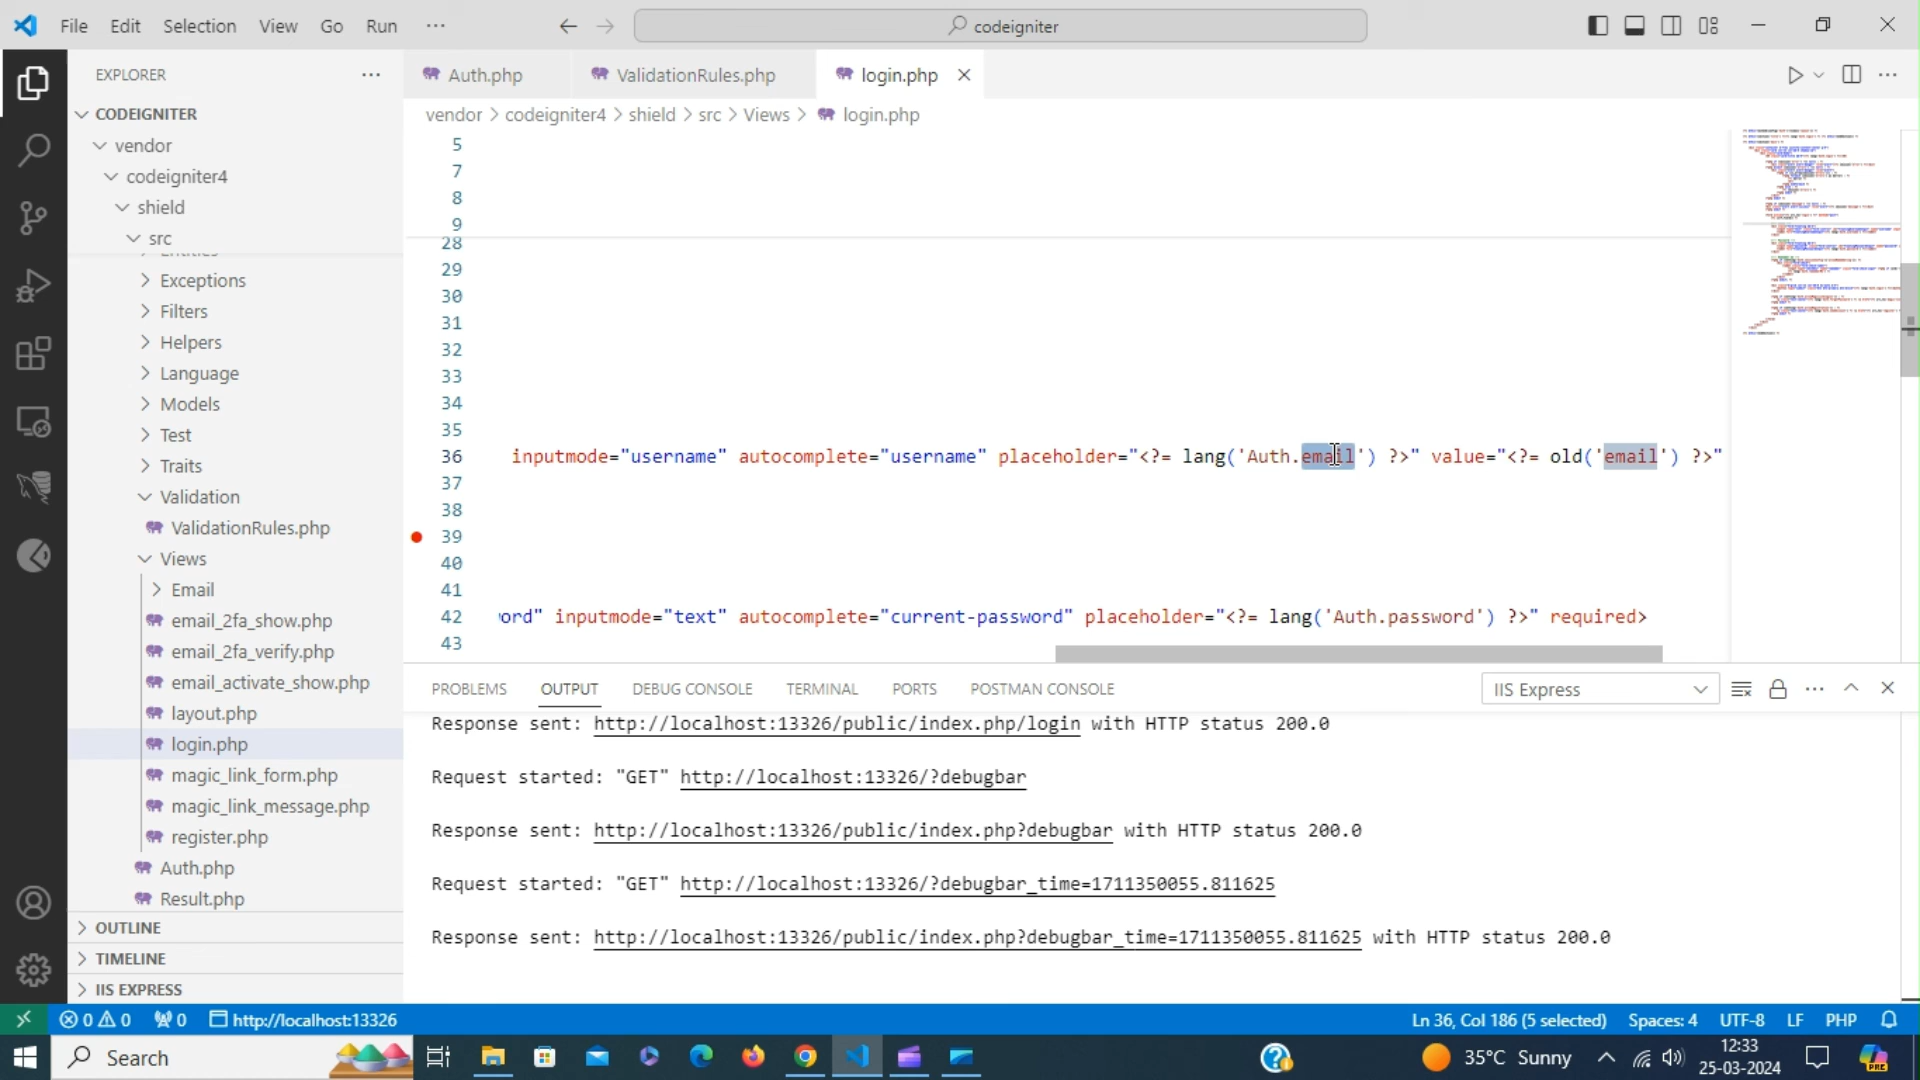 File Edit Selection View Go Run ··· codeigniter
EXPLORER ···
Auth.php ValidationRules.php login.php
CODEIGNITER
vendor > codeigniter4 > shield > src > Views > login.php
vendor
codeigniter4
shield
src
Exceptions
Filters
Helpers
Language
Models
Test
Traits
Validation
ValidationRules.php
Views
Email
email_2fa_show.php
email_2fa_verify.php
email_activate_show.php
layout.php
login.php
magic_link_form.php
magic_link_message.php
register.php
Auth.php
Result.php
OUTLINE
TIMELINE
IIS EXPRESS
5
7
8
9
28
29
30
31
32
33
34
35
36 inputmode="username" autocomplete="username" placeholder="<?= lang('Auth.email') ?>" value="<?= old('email') ?>"
37
38
39
40
41
42 ord" inputmode="text" autocomplete="current-password" placeholder="<?= lang('Auth.password') ?>" required>
43
PROBLEMS OUTPUT DEBUG CONSOLE TERMINAL PORTS POSTMAN CONSOLE IIS Express
Response sent: http://localhost:13326/public/index.php/login with HTTP status 200.0
Request started: "GET" http://localhost:13326/?debugbar
Response sent: http://localhost:13326/public/index.php?debugbar with HTTP status 200.0
Request started: "GET" http://localhost:13326/?debugbar_time=1711350055.811625
Response sent: http://localhost:13326/public/index.php?debugbar_time=1711350055.811625 with HTTP status 200.0
0 0 0 http://localhost:13326 Ln 36, Col 186 (5 selected) Spaces: 4 UTF-8 LF PHP
Search 35°C Sunny 12:33
25-03-2024
PRE